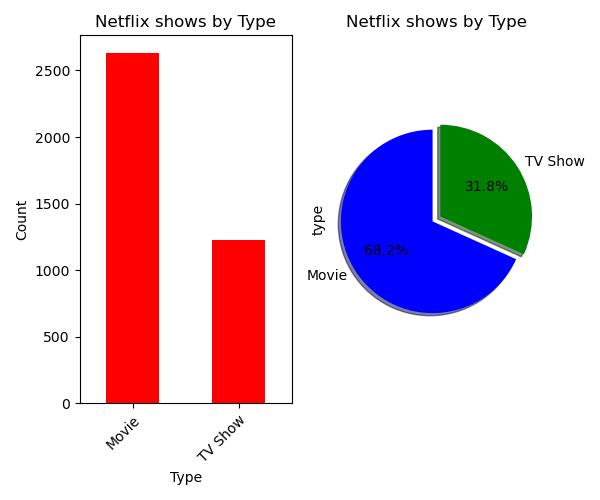 Netflix shows by Type
2500
2000
1500
1000
500
0
Count
Movie
TV Show
Type
Netflix shows by Type
TV Show
31.8%
type
68.2%
Movie